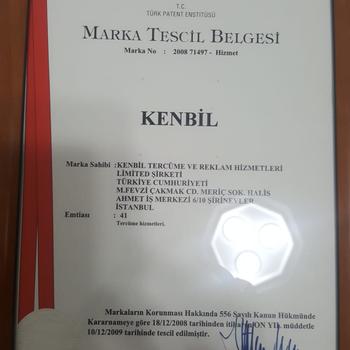 T.C.
TÜRK PATENT ENSTİTÜSÜ
MARKA TESCİL BELGESİ
Marka No : 2008 71497 - Hizmet
KENBİL
Marka Sahibi :KENBİL TERCÜME VE REKLAM HİZMETLERİ
LİMİTED ŞİRKETİ
TÜRKİYE CUMHURİYETİ
M.FEVZİ ÇAKMAK CD. MERİÇ SOK. HALİS
AHMET İŞ MERKEZİ 6/10 ŞİRİNEVLER
İSTANBUL
Emtiası : 41
Tercüme hizmetleri.
Markaların Korunması Hakkında 556 Sayılı Kanun Hükmünde
Kararnameye göre 18/12/2008 tarihinden itibaren ON YIL müddetle
10/12/2009 tarihinde tescil edilmiştir.